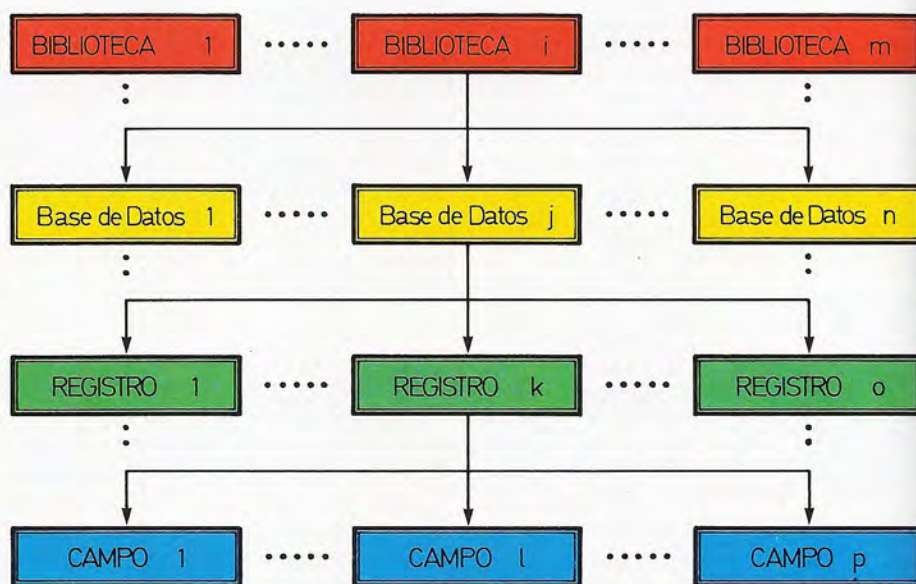 BIBLIOTECA 1 ..... BIBLIOTECA i ..... BIBLIOTECA m
Base de Datos 1 ..... Base de Datos j ..... Base de Datos n
REGISTRO 1 ..... REGISTRO k ..... REGISTRO o
CAMPO 1 ..... CAMPO l ..... CAMPO p